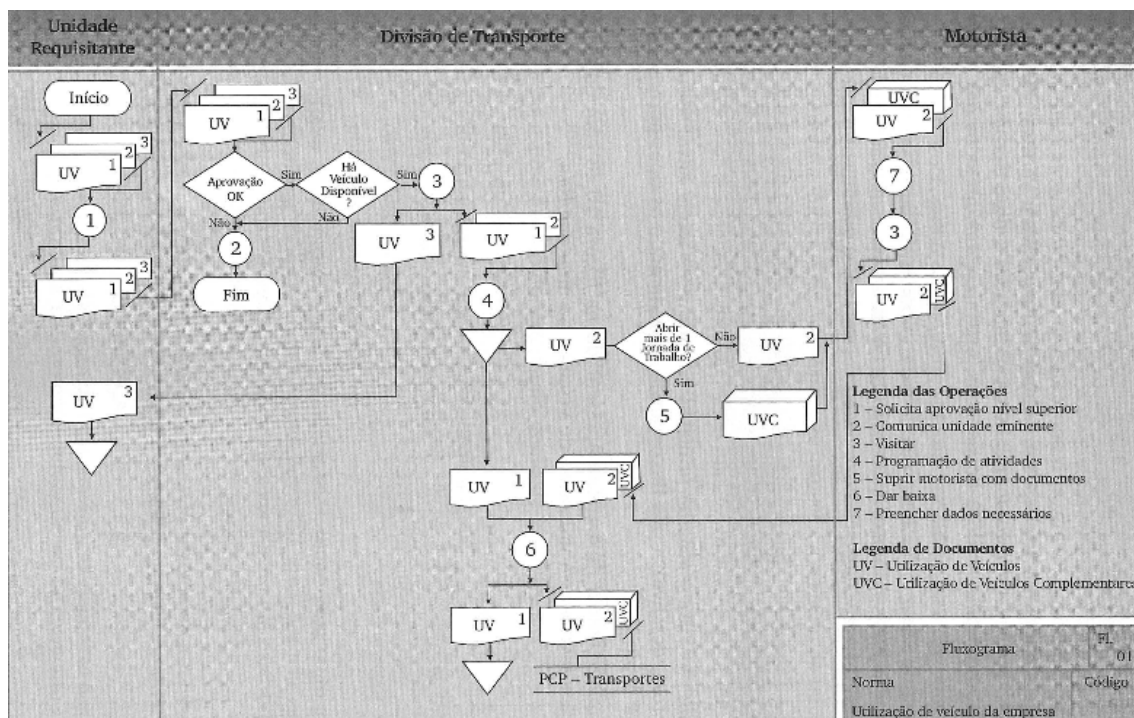 Unidade
Requisitante
Divisão de Transporte
Motorista
Início
UV 1 2 3
1
UV 1 2 3
UV 3
UV 1 2 3
Aprovação
OK
Sim
Não
Há
Veículo
Disponível
?
Sim
Não
2
Fim
3
UV 3
UV 1 2
4
UV 2
Abrir
mais de 1
Jornada de
Trabalho?
Não
Sim
UV 2
5
UVC
UV 1
UV 2 UVC
6
UV 1
UV 2 UVC
PCP – Transportes
UVC
UV 2
7
3
UV 2 UVC
Legenda das Operações
1 – Solicita aprovação nível superior
2 – Comunica unidade eminente
3 – Visitar
4 – Programação de atividades
5 – Suprir motorista com documentos
6 – Dar baixa
7 – Preencher dados necessários
Legenda de Documentos
UV – Utilização de Veículos
UVC – Utilização de Veículos Complementares
Fluxograma
Fl.
01
Norma
Código
Utilização de veículo da empresa